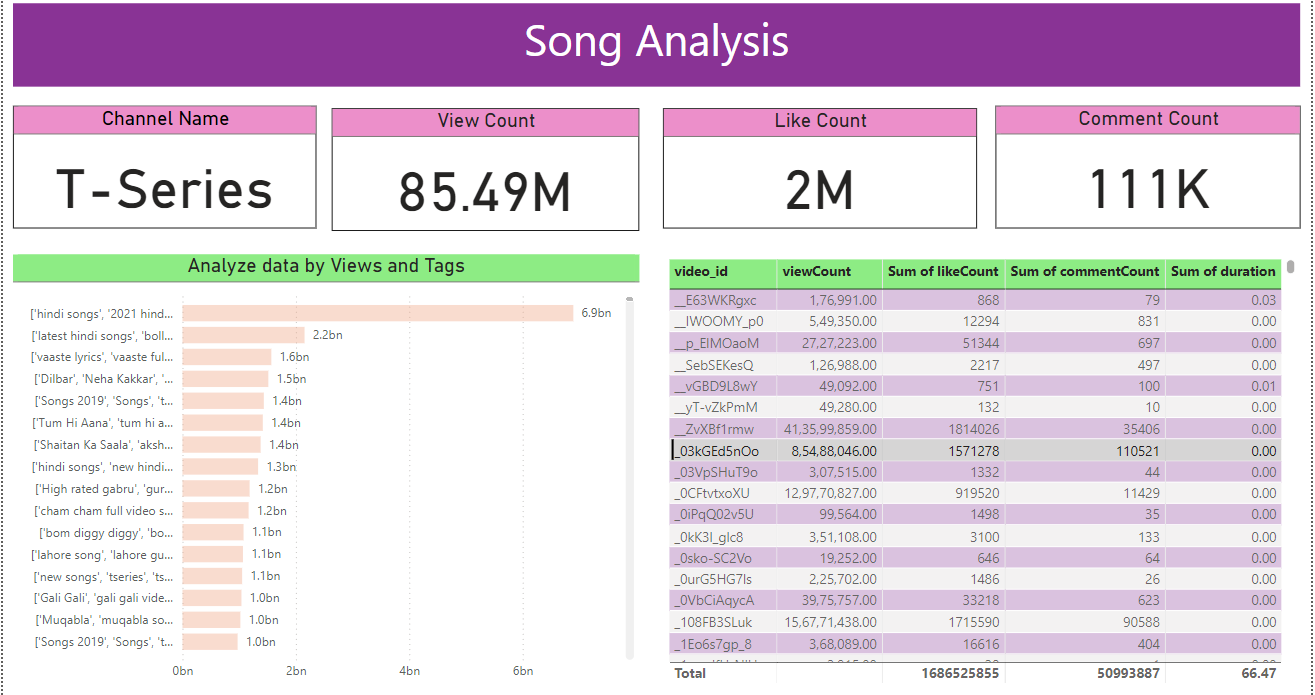 Song Analysis
Channel Name
T-Series
View Count
85.49M
Like Count
2M
Comment Count
111K
Analyze data by Views and Tags
['hindi songs', '2021 hind... 6.9bn
['latest hindi songs', 'boll... 2.2bn
['vaaste lyrics', 'vaaste ful... 1.6bn
['Dilbar', 'Neha Kakkar', '... 1.5bn
['Songs 2019', 'Songs', 't... 1.4bn
['Tum Hi Aana', 'tum hi a... 1.4bn
['Shaitan Ka Saala', 'aksh... 1.4bn
['hindi songs', 'new hindi... 1.3bn
['High rated gabru', 'gur... 1.2bn
['cham cham full video s... 1.2bn
['bom diggy diggy', 'bo... 1.1bn
['lahore song', 'lahore gu... 1.1bn
['new songs', 'tseries', 'ts... 1.1bn
['Gali Gali', 'gali gali vide... 1.0bn
['Muqabla', 'muqabla so... 1.0bn
['Songs 2019', 'Songs', 't... 1.0bn
0bn 2bn 4bn 6bn
video_id viewCount Sum of likeCount Sum of commentCount Sum of duration
__E63WKRgxc 1,76,991.00 868 79 0.03
__IWOOMY_p0 5,49,350.00 12294 831 0.00
__p_EIMOaoM 27,27,223.00 51344 697 0.00
__SebSEKesQ 1,26,988.00 2217 497 0.00
__vGBD9L8wY 49,092.00 751 100 0.01
__yT-vZkPmM 49,280.00 132 10 0.00
__ZvXBf1rmw 41,35,99,859.00 1814026 35406 0.00
_03kGEd5nOo 8,54,88,046.00 1571278 110521 0.00
_03VpSHuT9o 3,07,515.00 1332 44 0.00
_0CFtvtxoXU 12,97,70,827.00 919520 11429 0.00
_0iPqQ02v5U 99,564.00 1498 35 0.00
_0kK3I_gIc8 3,51,108.00 3100 133 0.00
_0sko-SC2Vo 19,252.00 646 64 0.00
_0urG5HG7Is 2,25,702.00 1486 26 0.00
_0VbCiAqycA 39,75,757.00 33218 623 0.00
_108FB3SLuk 15,67,71,438.00 1715590 90588 0.00
_1Eo6s7gp_8 3,68,089.00 16616 404 0.00
Total 1686525855 50993887 66.47